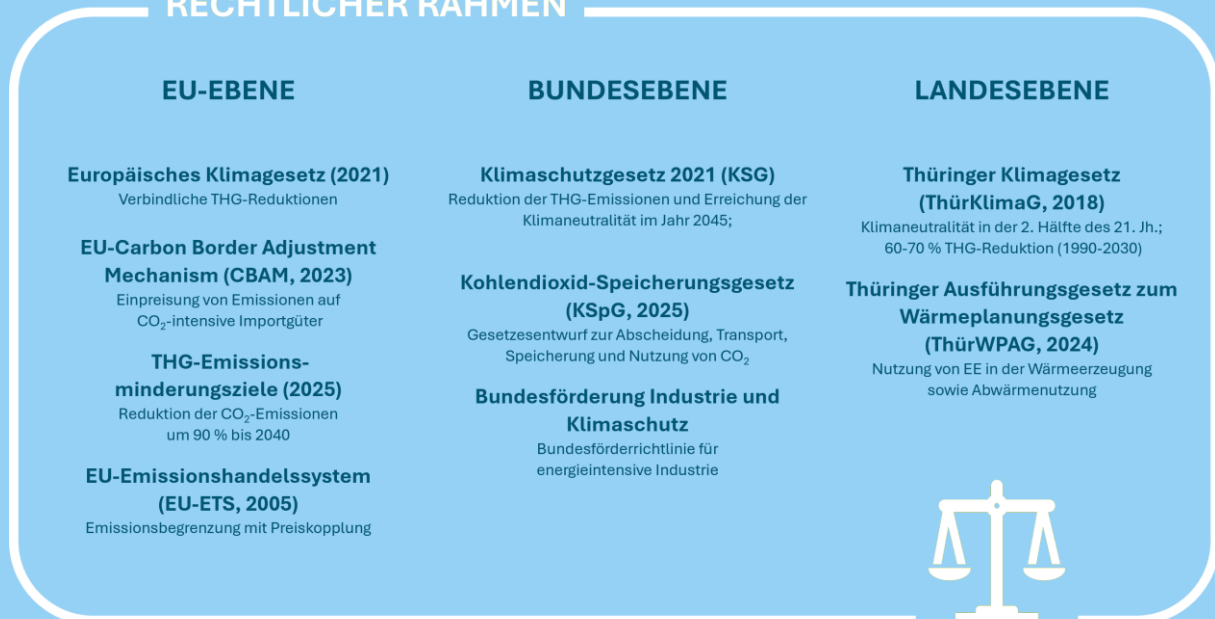 RECHTLICHER RAHMEN
EU-EBENE
Europäisches Klimagesetz (2021)
Verbindliche THG-Reduktionen
EU-Carbon Border Adjustment
Mechanism (CBAM, 2023)
Einpreisung von Emissionen auf
CO₂-intensive Importgüter
THG-Emissions-
minderungsziele (2025)
Reduktion der CO₂-Emissionen
um 90 % bis 2040
EU-Emissionshandelssystem
(EU-ETS, 2005)
Emissionsbegrenzung mit Preiskopplung
BUNDESEBENE
Klimaschutzgesetz 2021 (KSG)
Reduktion der THG-Emissionen und Erreichung der
Klimaneutralität im Jahr 2045;
Kohlendioxid-Speicherungsgesetz
(KSpG, 2025)
Gesetzesentwurf zur Abscheidung, Transport,
Speicherung und Nutzung von CO₂
Bundesförderung Industrie und
Klimaschutz
Bundesförderrichtlinie für
energieintensive Industrie
LANDESEBENE
Thüringer Klimagesetz
(ThürKlimaG, 2018)
Klimaneutralität in der 2. Hälfte des 21. Jh.;
60-70 % THG-Reduktion (1990-2030)
Thüringer Ausführungsgesetz zum
Wärmeplanungsgesetz
(ThürWPAG, 2024)
Nutzung von EE in der Wärmeerzeugung
sowie Abwärmenutzung